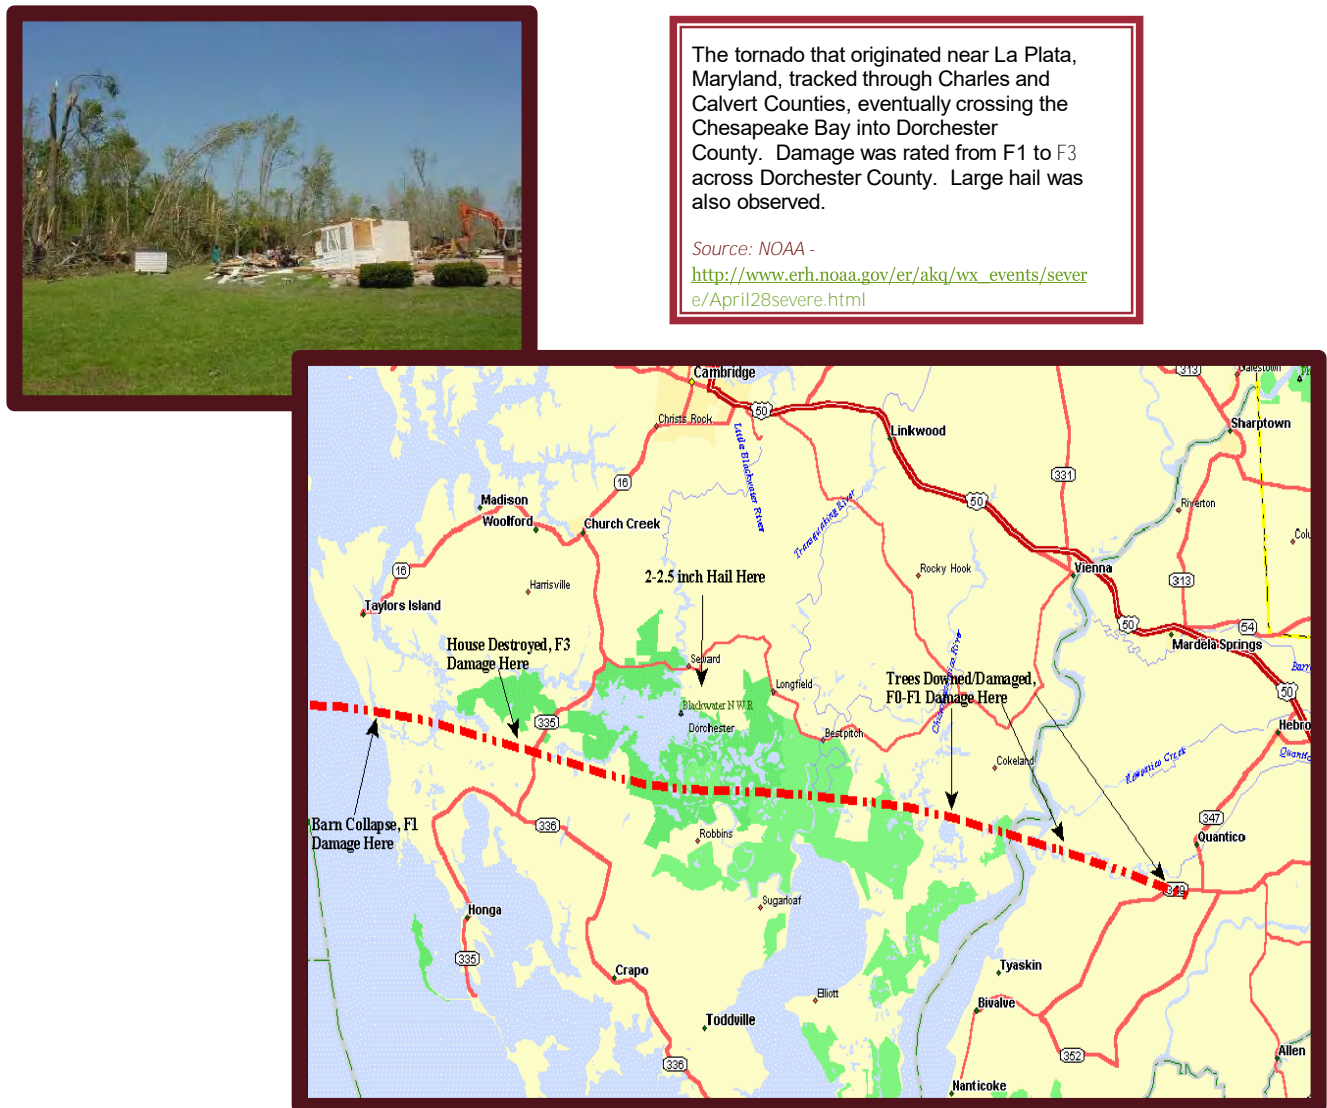 The tornado that originated near La Plata,
Maryland, tracked through Charles and
Calvert Counties, eventually crossing the
Chesapeake Bay into Dorchester
County.  Damage was rated from F1 to F3
across Dorchester County.  Large hail was
also observed.
Source: NOAA -
http://www.erh.noaa.gov/er/akq/wx_events/sever
e/April28severe.html
Cambridge
313
Galestown
50
Christs Rock
Sharptown
Linkwood
Little Blackwater River
331
16
50
Madison
Riverton
Woolford
Church Creek
Transquaking River
Colu
16
Rocky Hook
Vienna
2-2.5 inch Hail Here
Harrisville
313
Taylors Island
50
54
House Destroyed, F3
Damage Here
Mardela Springs
Seward
Barre
Longfield
Trees Downed/Damaged,
F0-F1 Damage Here
50
Blackwater NWR
335
Dorchester
Hebro
Bestpitch
Quantic
Cokeland
Rewastico Creek
Barn Collapse, F1
Damage Here
336
347
Robbins
Quantico
349
Sugarloaf
Honga
335
Crapo
Tyaskin
Elliott
Bivalve
Toddville
352
Allen
336
Nanticoke